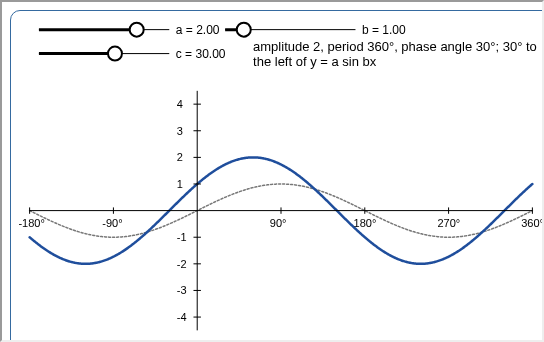 a = 2.00
b = 1.00
c = 30.00
amplitude 2, period 360°, phase angle 30°; 30° to
the left of y = a sin bx
4
3
2
1
-180°
-90°
90°
180°
270°
360°
-1
-2
-3
-4